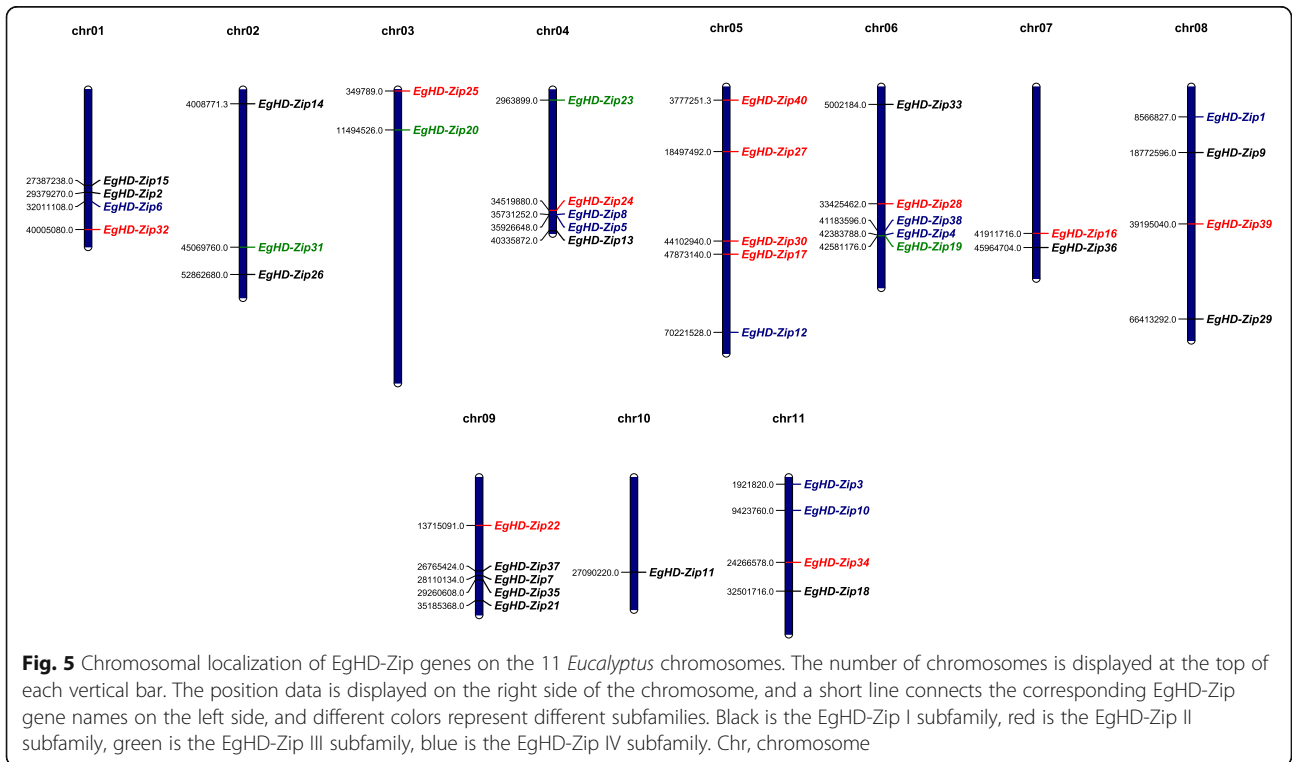 chr01
chr02
chr03
chr04
chr05
chr06
chr07
chr08
27387238.0 EgHD-Zip15
29379270.0 EgHD-Zip2
32011108.0 EgHD-Zip6
40005080.0 EgHD-Zip32
4008771.3 EgHD-Zip14
45069760.0 EgHD-Zip31
52862680.0 EgHD-Zip26
349789.0 EgHD-Zip25
11494526.0 EgHD-Zip20
2963899.0 EgHD-Zip23
34519880.0 EgHD-Zip24
35731252.0 EgHD-Zip8
35926648.0 EgHD-Zip5
40335872.0 EgHD-Zip13
3777251.3 EgHD-Zip40
18497492.0 EgHD-Zip27
44102940.0 EgHD-Zip30
47873140.0 EgHD-Zip17
70221528.0 EgHD-Zip12
5002184.0 EgHD-Zip33
33425462.0 EgHD-Zip28
41183596.0 EgHD-Zip38
42383788.0 EgHD-Zip4
42581176.0 EgHD-Zip19
41911716.0 EgHD-Zip16
45964704.0 EgHD-Zip36
8566827.0 EgHD-Zip1
18772596.0 EgHD-Zip9
39195040.0 EgHD-Zip39
66413292.0 EgHD-Zip29
chr09
chr10
chr11
13715091.0 EgHD-Zip22
26765424.0 EgHD-Zip37
28110134.0 EgHD-Zip7
29260608.0 EgHD-Zip35
35185368.0 EgHD-Zip21
27090220.0 EgHD-Zip11
1921820.0 EgHD-Zip3
9423760.0 EgHD-Zip10
24266578.0 EgHD-Zip34
32501716.0 EgHD-Zip18
Fig. 5 Chromosomal localization of EgHD-Zip genes on the 11 Eucalyptus chromosomes. The number of chromosomes is displayed at the top of
each vertical bar. The position data is displayed on the right side of the chromosome, and a short line connects the corresponding EgHD-Zip
gene names on the left side, and different colors represent different subfamilies. Black is the EgHD-Zip I subfamily, red is the EgHD-Zip II
subfamily, green is the EgHD-Zip III subfamily, blue is the EgHD-Zip IV subfamily. Chr, chromosome